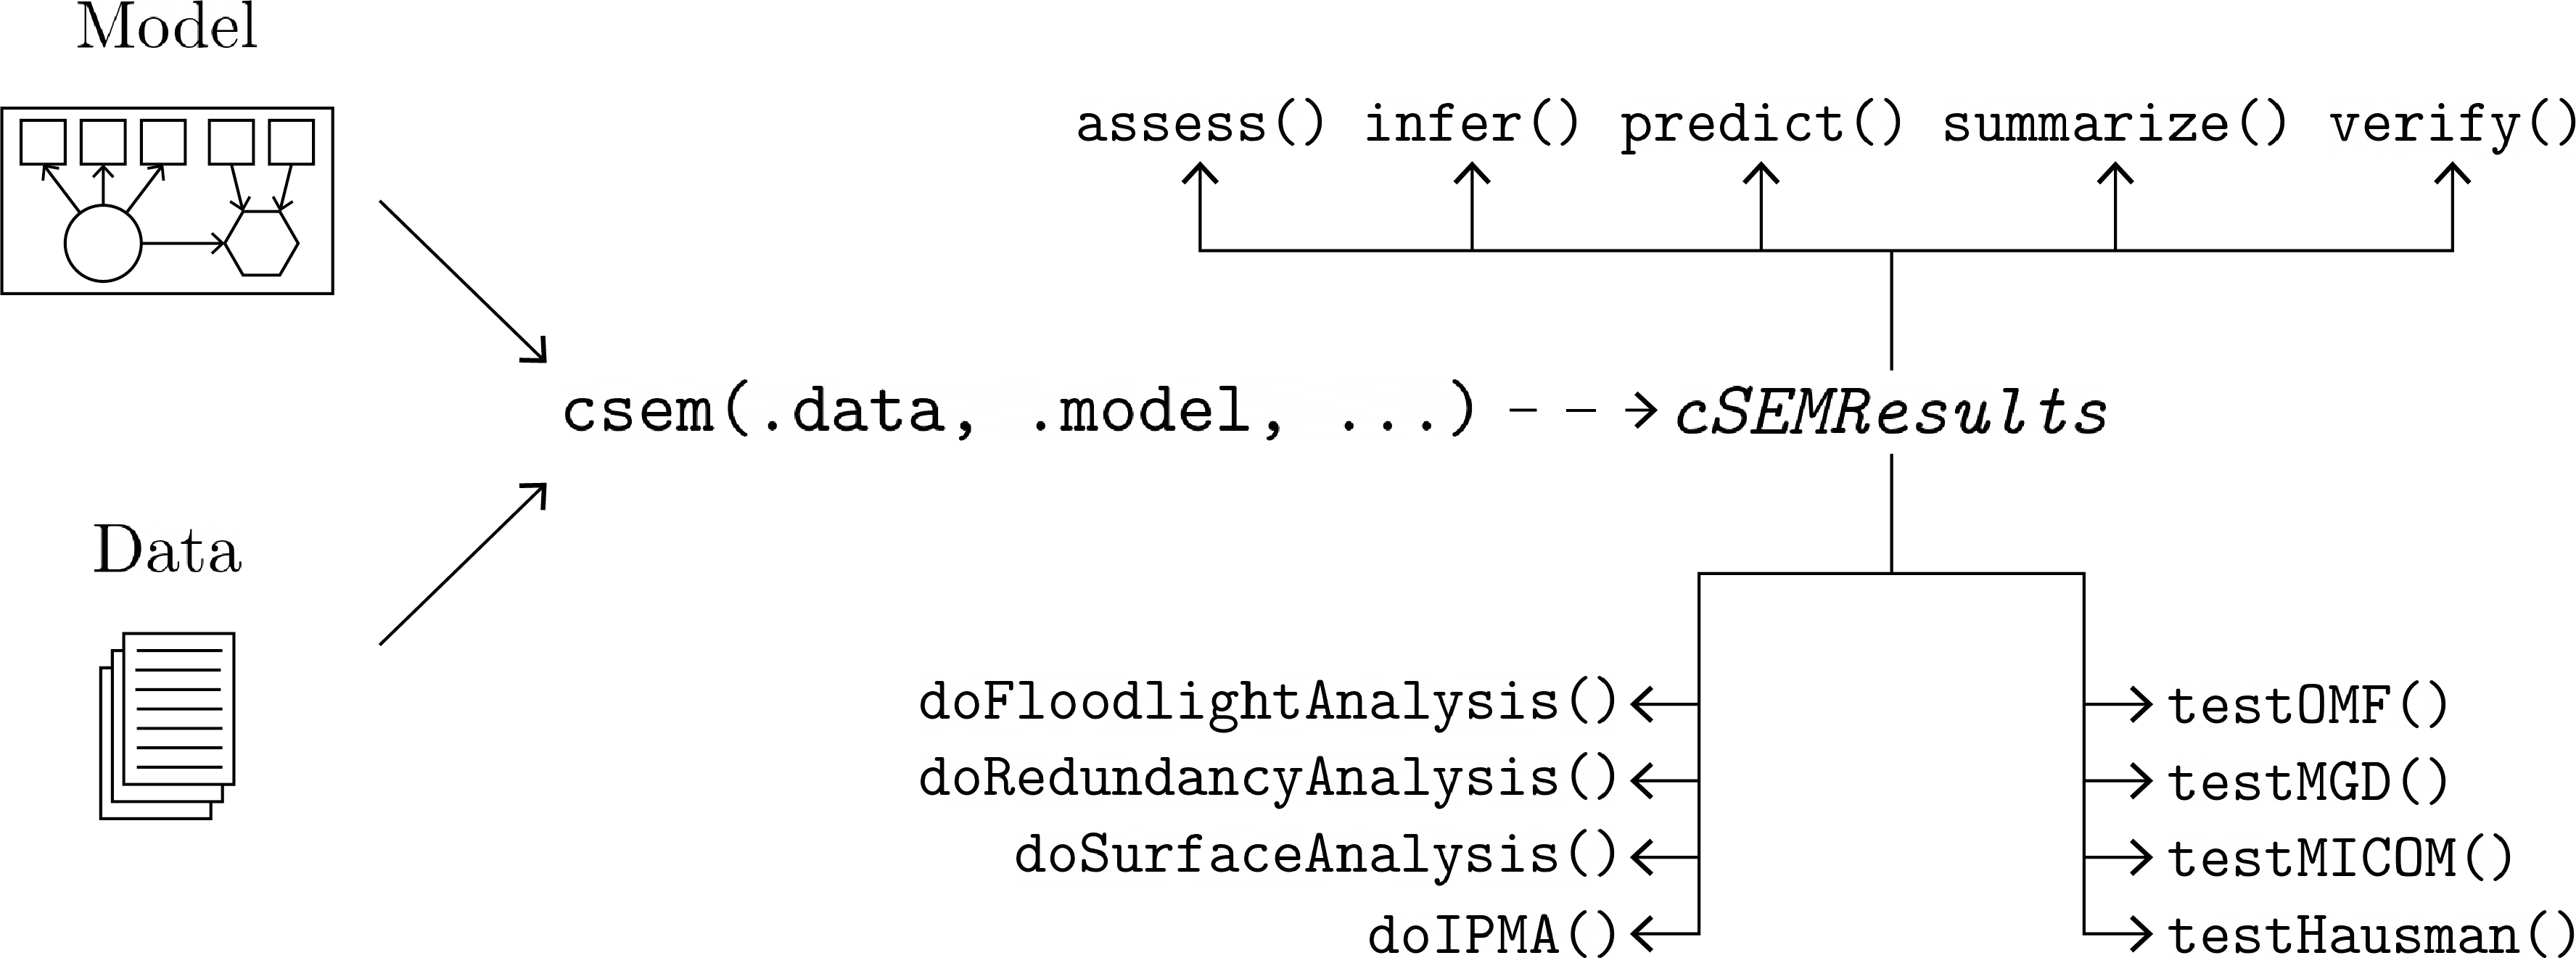 Model
assess() infer() predict() summarize() verify()
csem(.data, .model, ...) cSEMResults
Data
doFloodlightAnalysis() testOMF()
doRedundancyAnalysis() testMGD()
doSurfaceAnalysis() testMICOM()
doIPMA() testHausman()